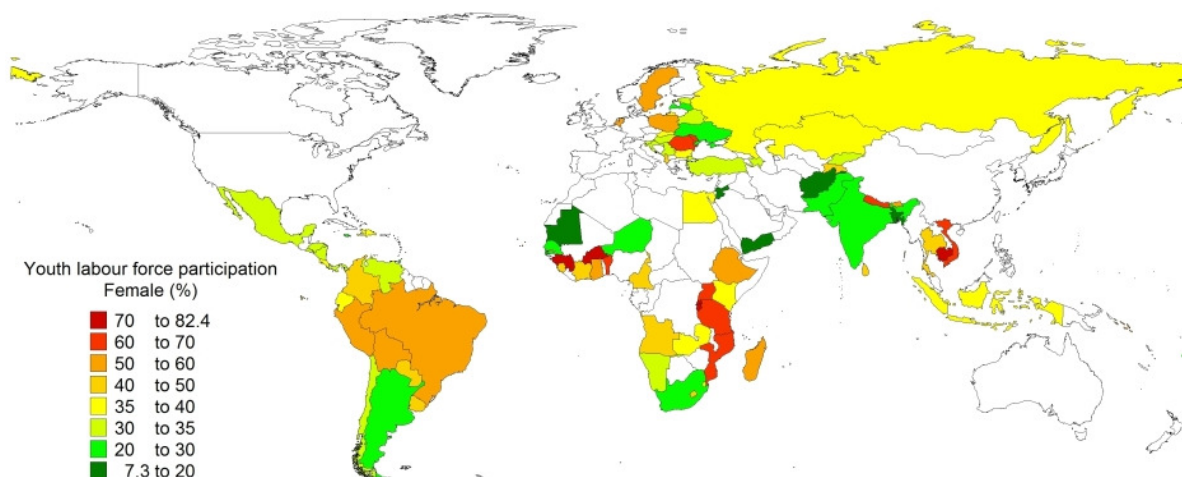 Youth labour force participation
Female (%)
70 to 82.4
60 to 70
50 to 60
40 to 50
35 to 40
30 to 35
20 to 30
7.3 to 20